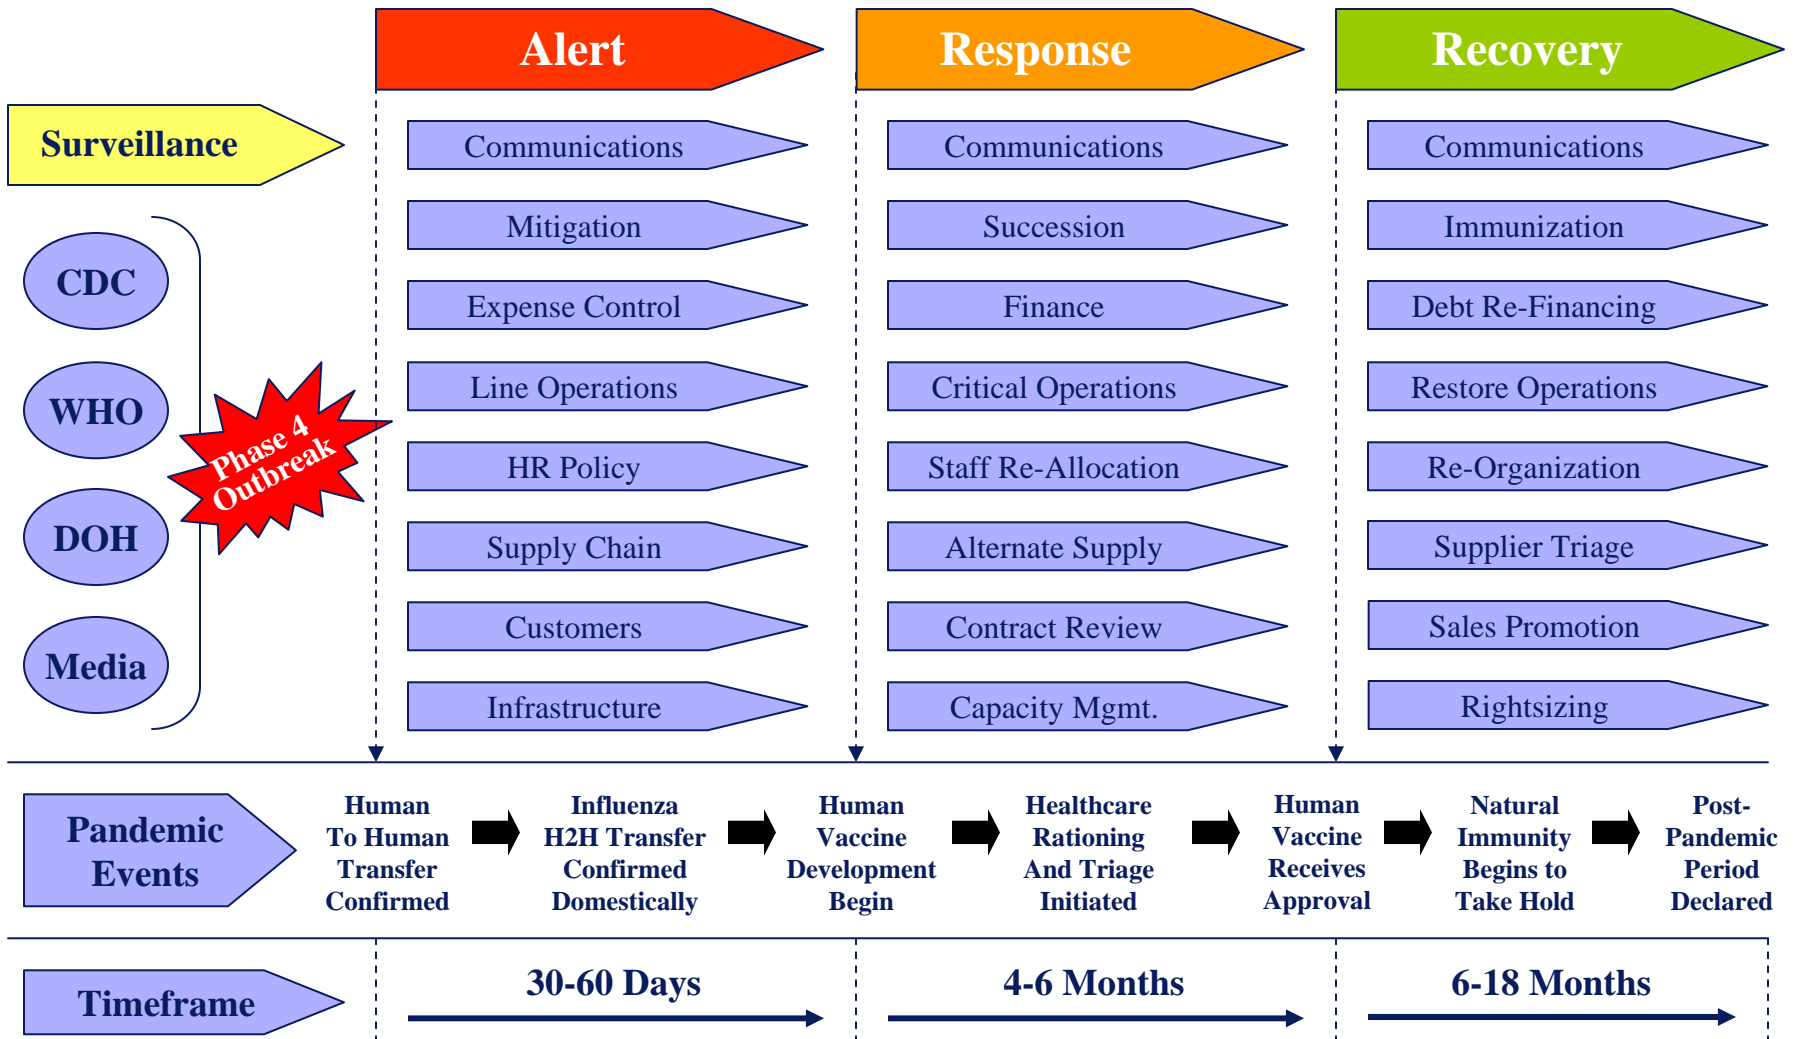 Alert
Response
Recovery
Surveillance
CDC
WHO
DOH
Media
Phase 4
Outbreak
Communications
Mitigation
Expense Control
Line Operations
HR Policy
Supply Chain
Customers
Infrastructure
Communications
Succession
Finance
Critical Operations
Staff Re-Allocation
Alternate Supply
Contract Review
Capacity Mgmt.
Communications
Immunization
Debt Re-Financing
Restore Operations
Re-Organization
Supplier Triage
Sales Promotion
Rightsizing
Pandemic
Events
Human
To Human
Transfer
Confirmed
Influenza
H2H Transfer
Confirmed
Domestically
Human
Vaccine
Development
Begin
Healthcare
Rationing
And Triage
Initiated
Human
Vaccine
Receives
Approval
Natural
Immunity
Begins to
Take Hold
Post-
Pandemic
Period
Declared
Timeframe
30-60 Days
4-6 Months
6-18 Months